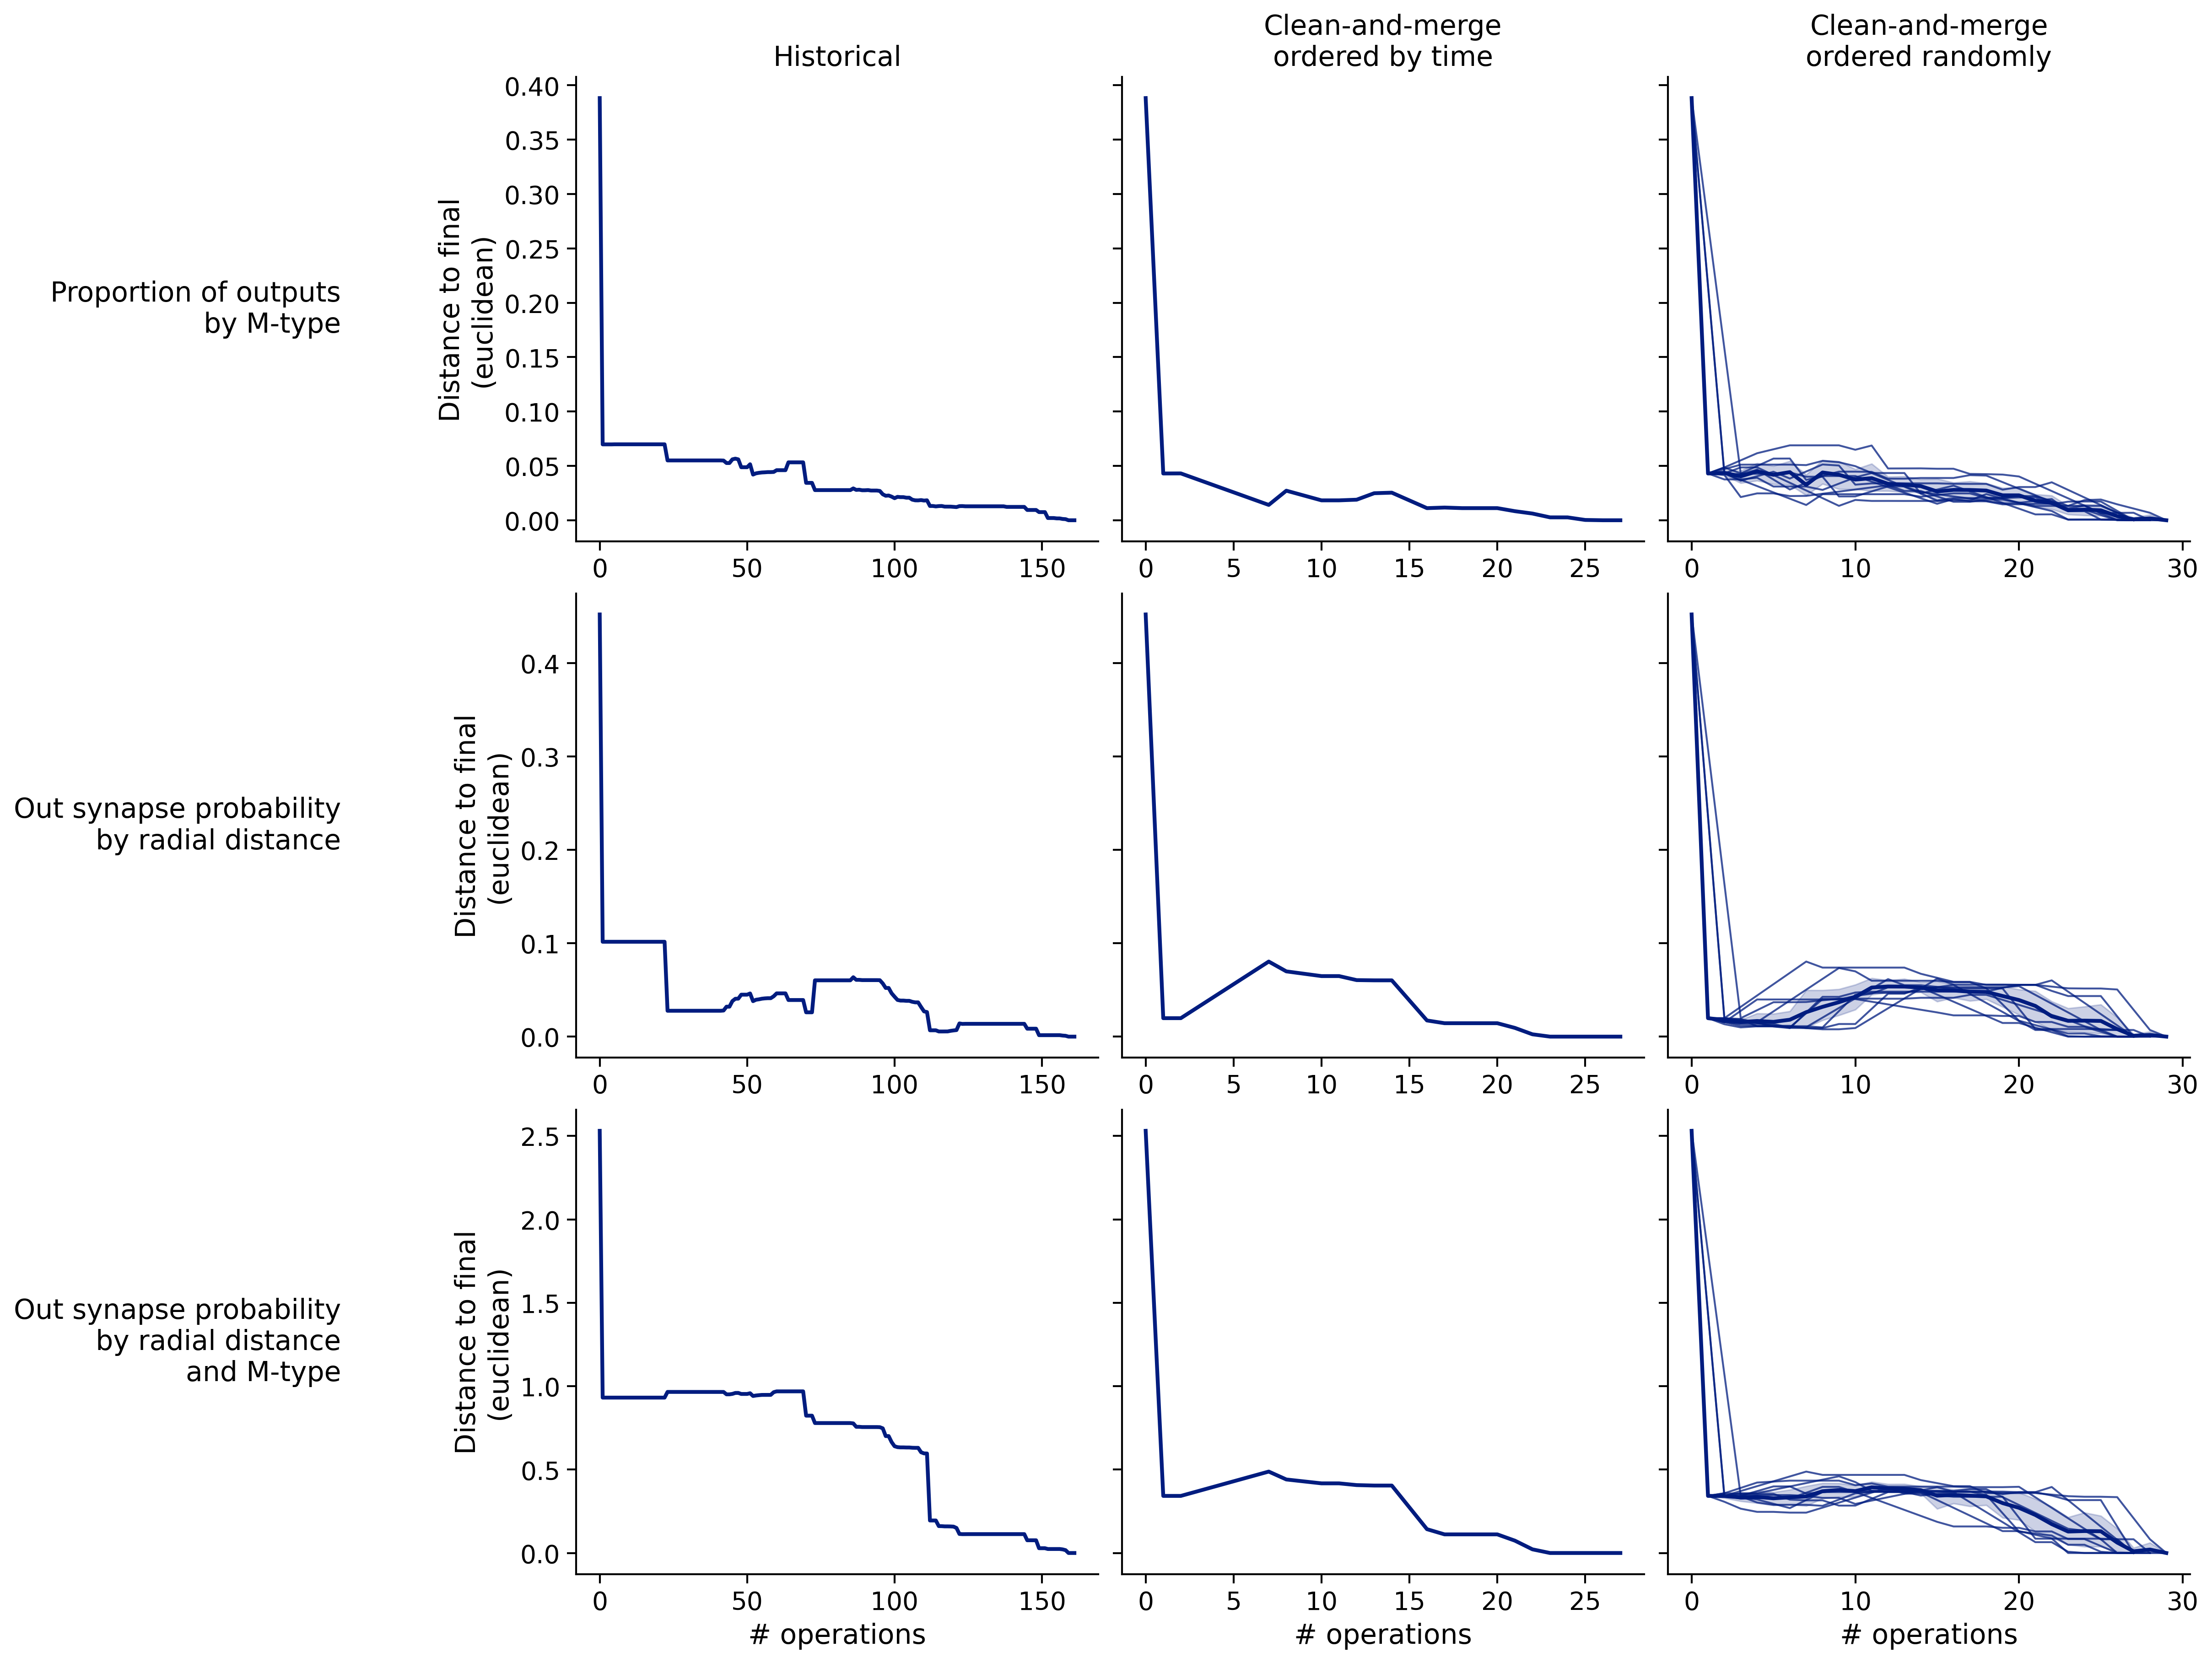 Historical
Clean-and-merge
ordered by time
Clean-and-merge
ordered randomly
Proportion of outputs
by M-type
Distance to final
(euclidean)
0.40
0.35
0.30
0.25
0.20
0.15
0.10
0.05
0.00
0 50 100 150
0 5 10 15 20 25
0 10 20 30
Out synapse probability
by radial distance
Distance to final
(euclidean)
0.4
0.3
0.2
0.1
0.0
0 50 100 150
0 5 10 15 20 25
0 10 20 30
Out synapse probability
by radial distance
and M-type
Distance to final
(euclidean)
2.5
2.0
1.5
1.0
0.5
0.0
0 50 100 150
0 5 10 15 20 25
0 10 20 30
# operations
# operations
# operations